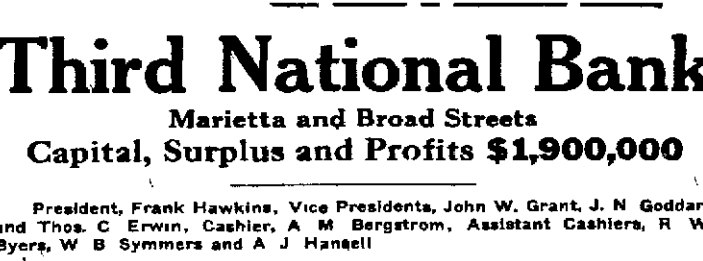 Third National Bank
Marietta and Broad Streets
Capital, Surplus and Profits $1,900,000
President, Frank Hawkins, Vice Presidents, John W. Grant, J. N Goddar
and Thos. C Erwin, Cashier, A M Bergstrom, Assistant Cashiers, R W
Byers, W B Symmers and A J Hansell